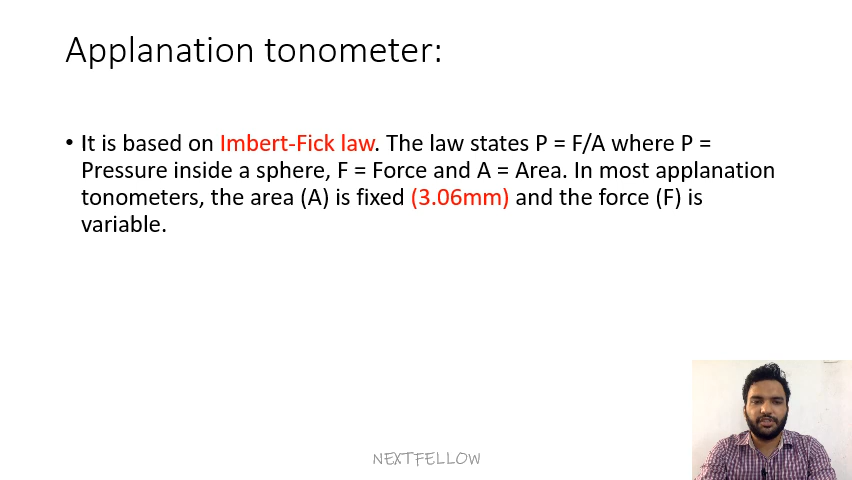 Applanation tonometer:
• It is based on Imbert-Fick law. The law states P = F/A where P =
Pressure inside a sphere, F = Force and A = Area. In most applanation
tonometers, the area (A) is fixed (3.06mm) and the force (F) is
variable.
NEXTFELLOW